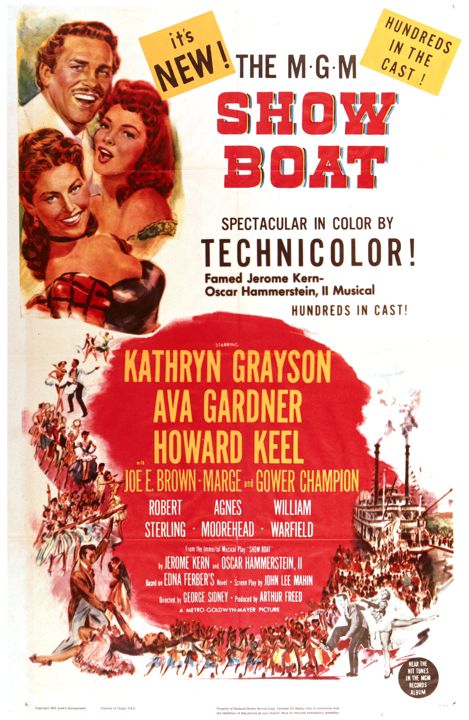 it's
NEW!
HUNDREDS
IN THE
CAST!
THE M·G·M
SHOW
BOAT
SPECTACULAR IN COLOR BY
TECHNICOLOR!
Famed Jerome Kern-
Oscar Hammerstein, II Musical
HUNDREDS IN CAST!
STARRING
KATHRYN GRAYSON
AVA GARDNER
HOWARD KEEL
with
JOE E. BROWN · MARGE and GOWER CHAMPION
ROBERT AGNES WILLIAM
STERLING · MOOREHEAD · WARFIELD
From the Immortal Musical Play "SHOW BOAT"
by JEROME KERN and OSCAR HAMMERSTEIN, II
Based on EDNA FERBER'S Novel · Screen Play by JOHN LEE MAHIN
Directed by GEORGE SIDNEY · Produced by ARTHUR FREED
A METRO-GOLDWYN-MAYER PICTURE
HEAR THE
HIT TUNES
IN THE MGM
RECORDS
ALBUM